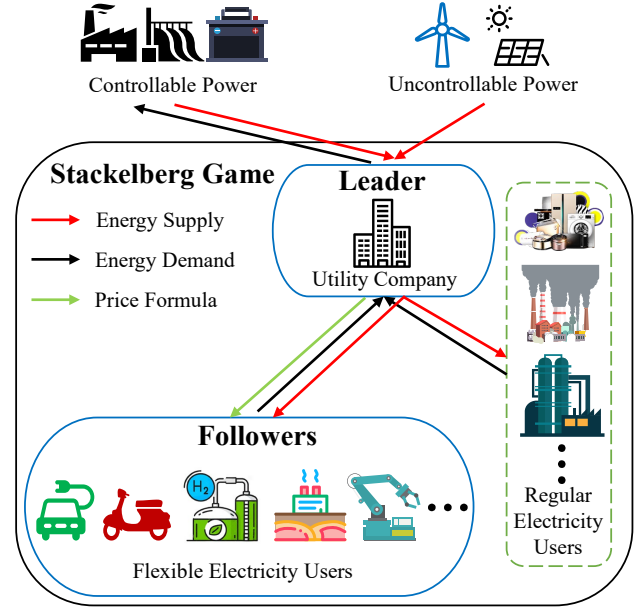 Controllable Power
Uncontrollable Power
Stackelberg Game
Leader
Energy Supply
Energy Demand
Price Formula
Utility Company
Followers
H2
Flexible Electricity Users
Regular
Electricity
Users